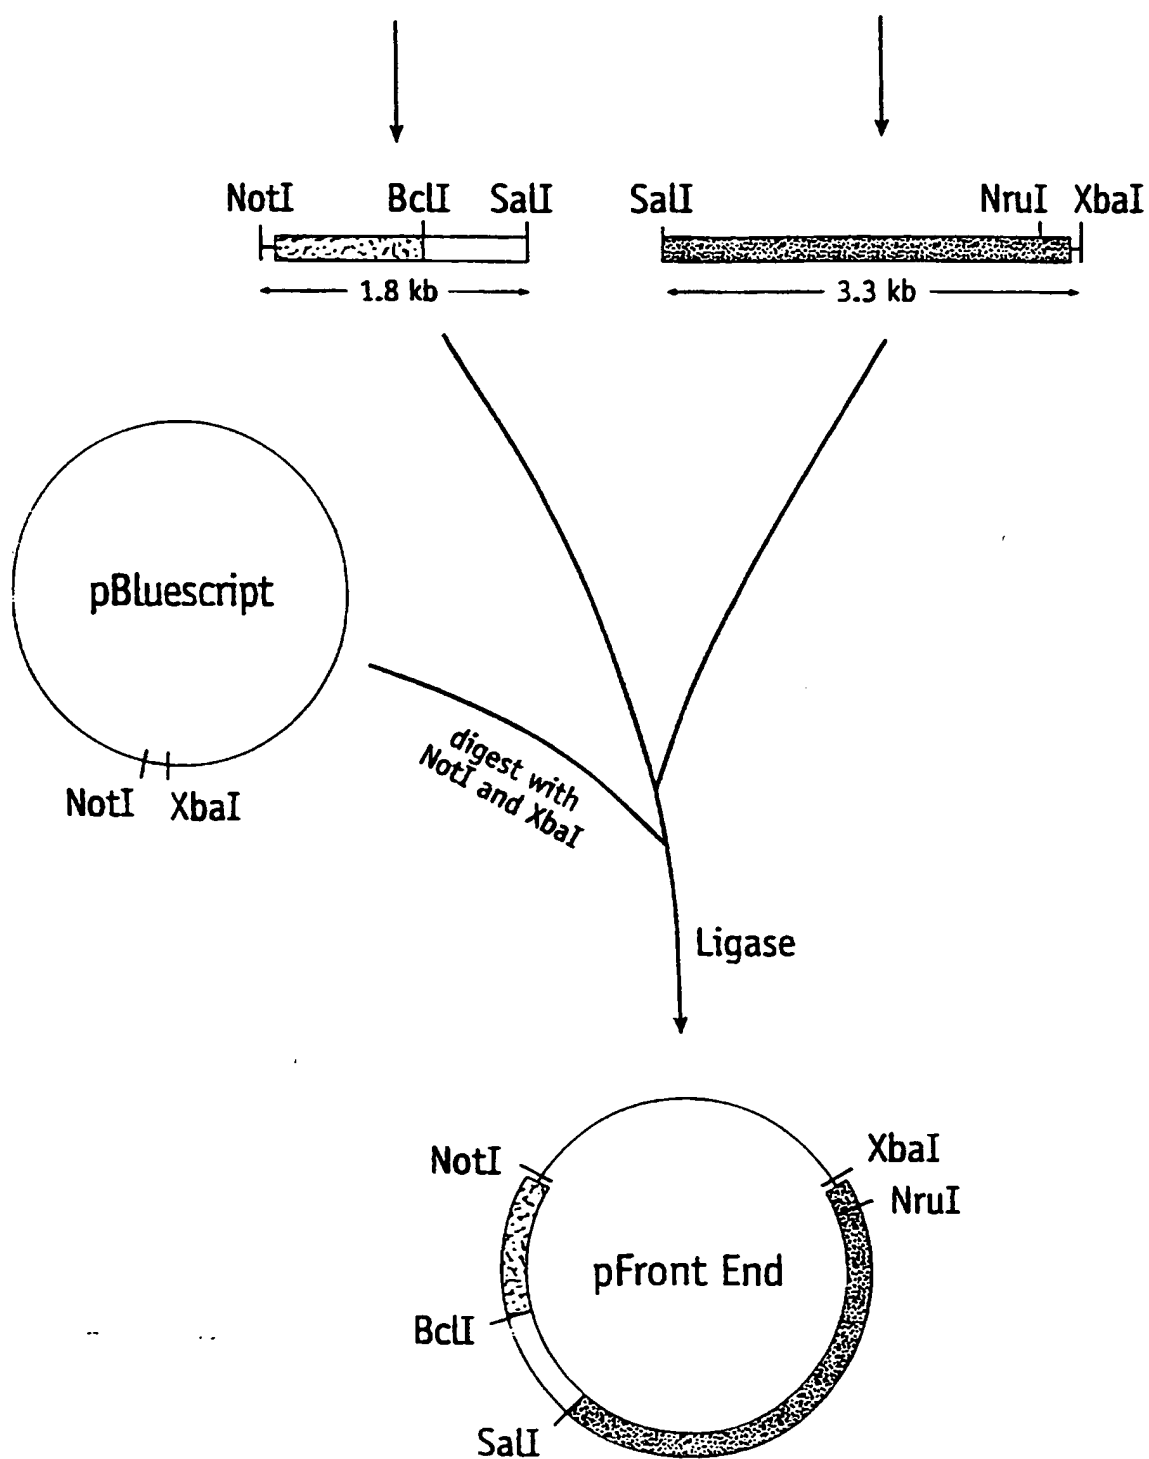 NotI BclI SalI SalI NruI XbaI
1.8 kb 3.3 kb
pBluescript
NotI XbaI
digest with
NotI and XbaI
Ligase
NotI
XbaI
NruI
pFront End
BclI
SalI